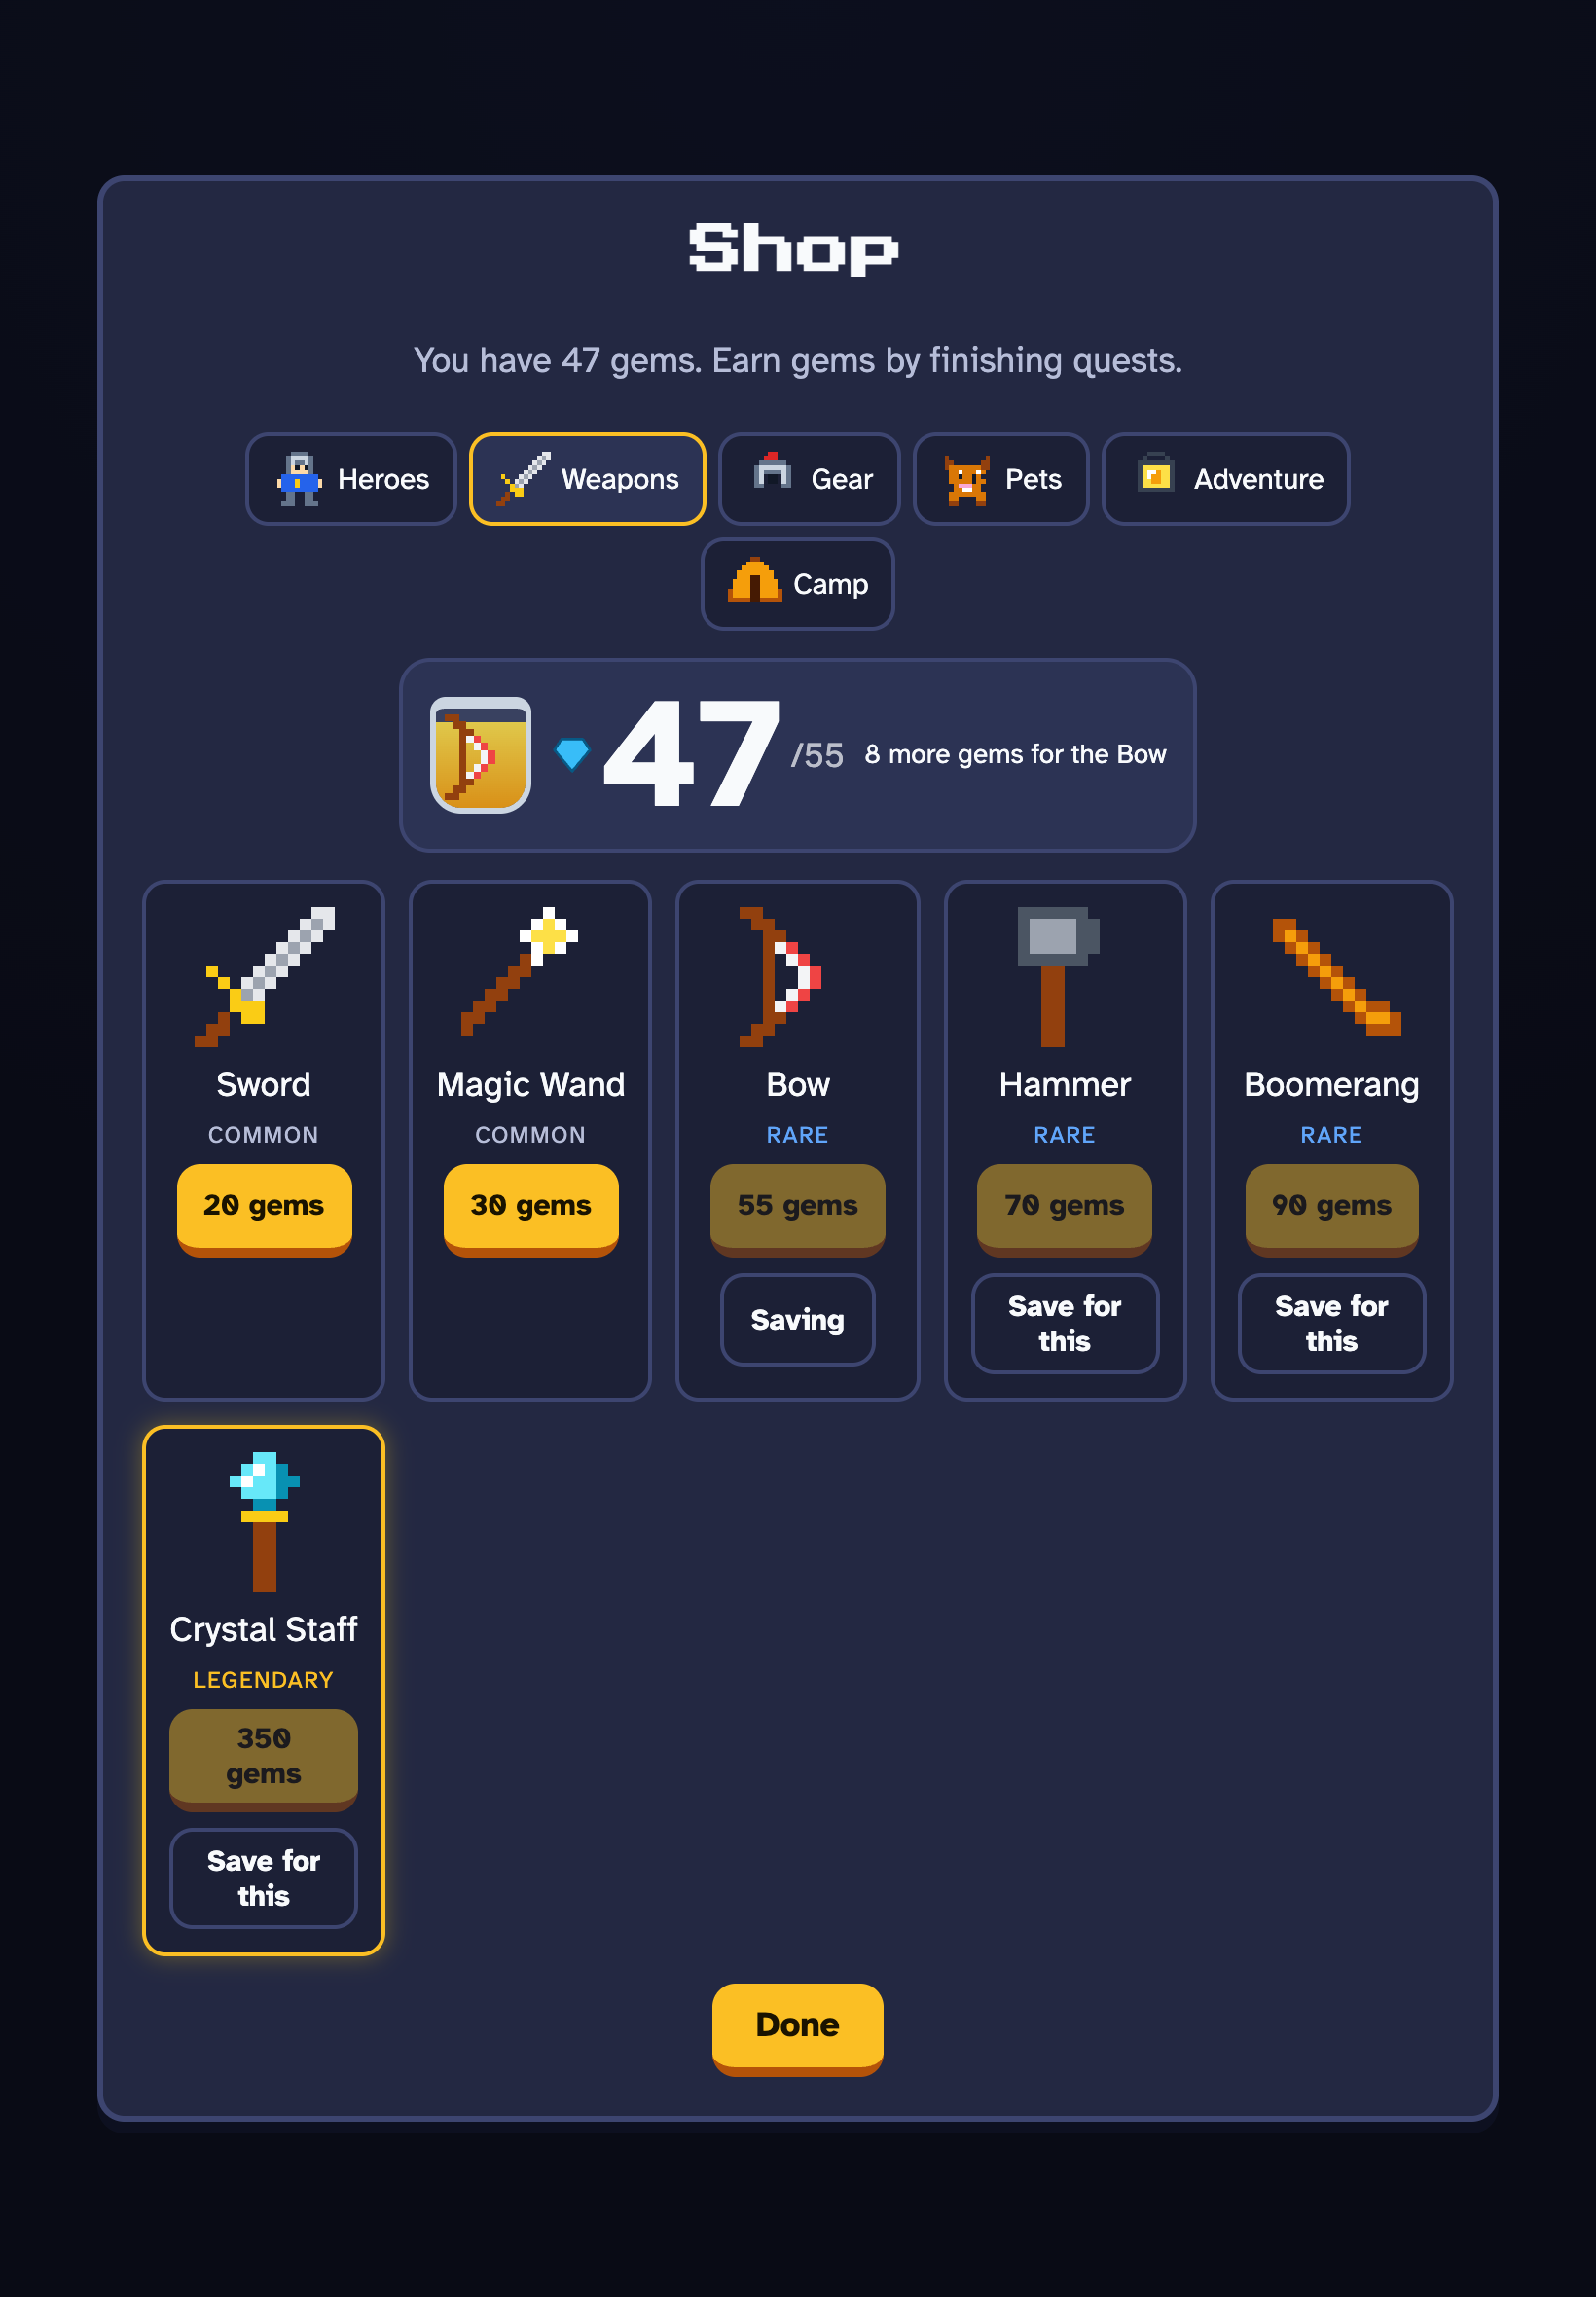 Shop
You have 47 gems. Earn gems by finishing quests.
Heroes
Weapons
Gear
Pets
Adventure
Camp
47 /55 8 more gems for the Bow
Sword
COMMON
20 gems
Magic Wand
COMMON
30 gems
Bow
RARE
55 gems
Saving
Hammer
RARE
70 gems
Save for
this
Boomerang
RARE
90 gems
Save for
this
Crystal Staff
LEGENDARY
350
gems
Save for
this
Done